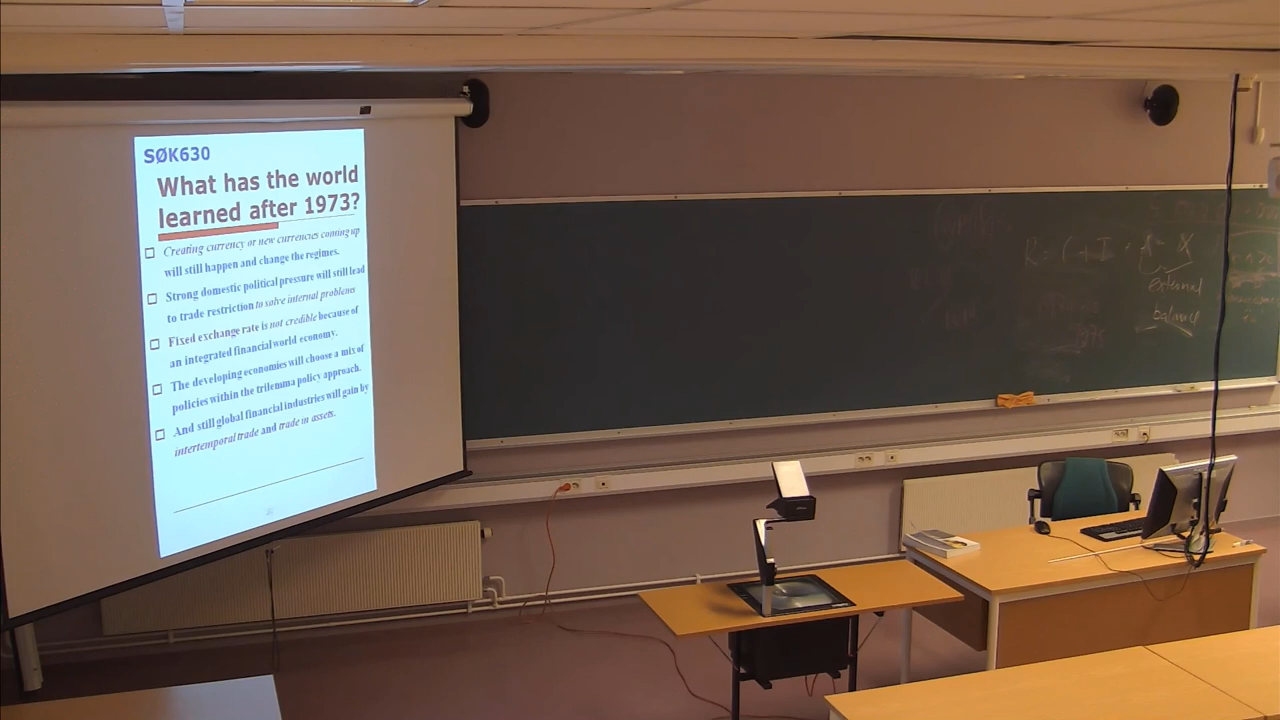 SØK630
What has the world
learned after 1973?
Creating currency or new currencies coming up
will still happen and change the regimes.
Strong domestic political pressure will still lead
to trade restriction to solve internal problems
Fixed exchange rate is not credible because of
an integrated financial world economy.
The developing economies will choose a mix of
policies within the trilemma policy approach.
And still global financial industries will gain by
intertemporal trade and trade in assets.
external
balance